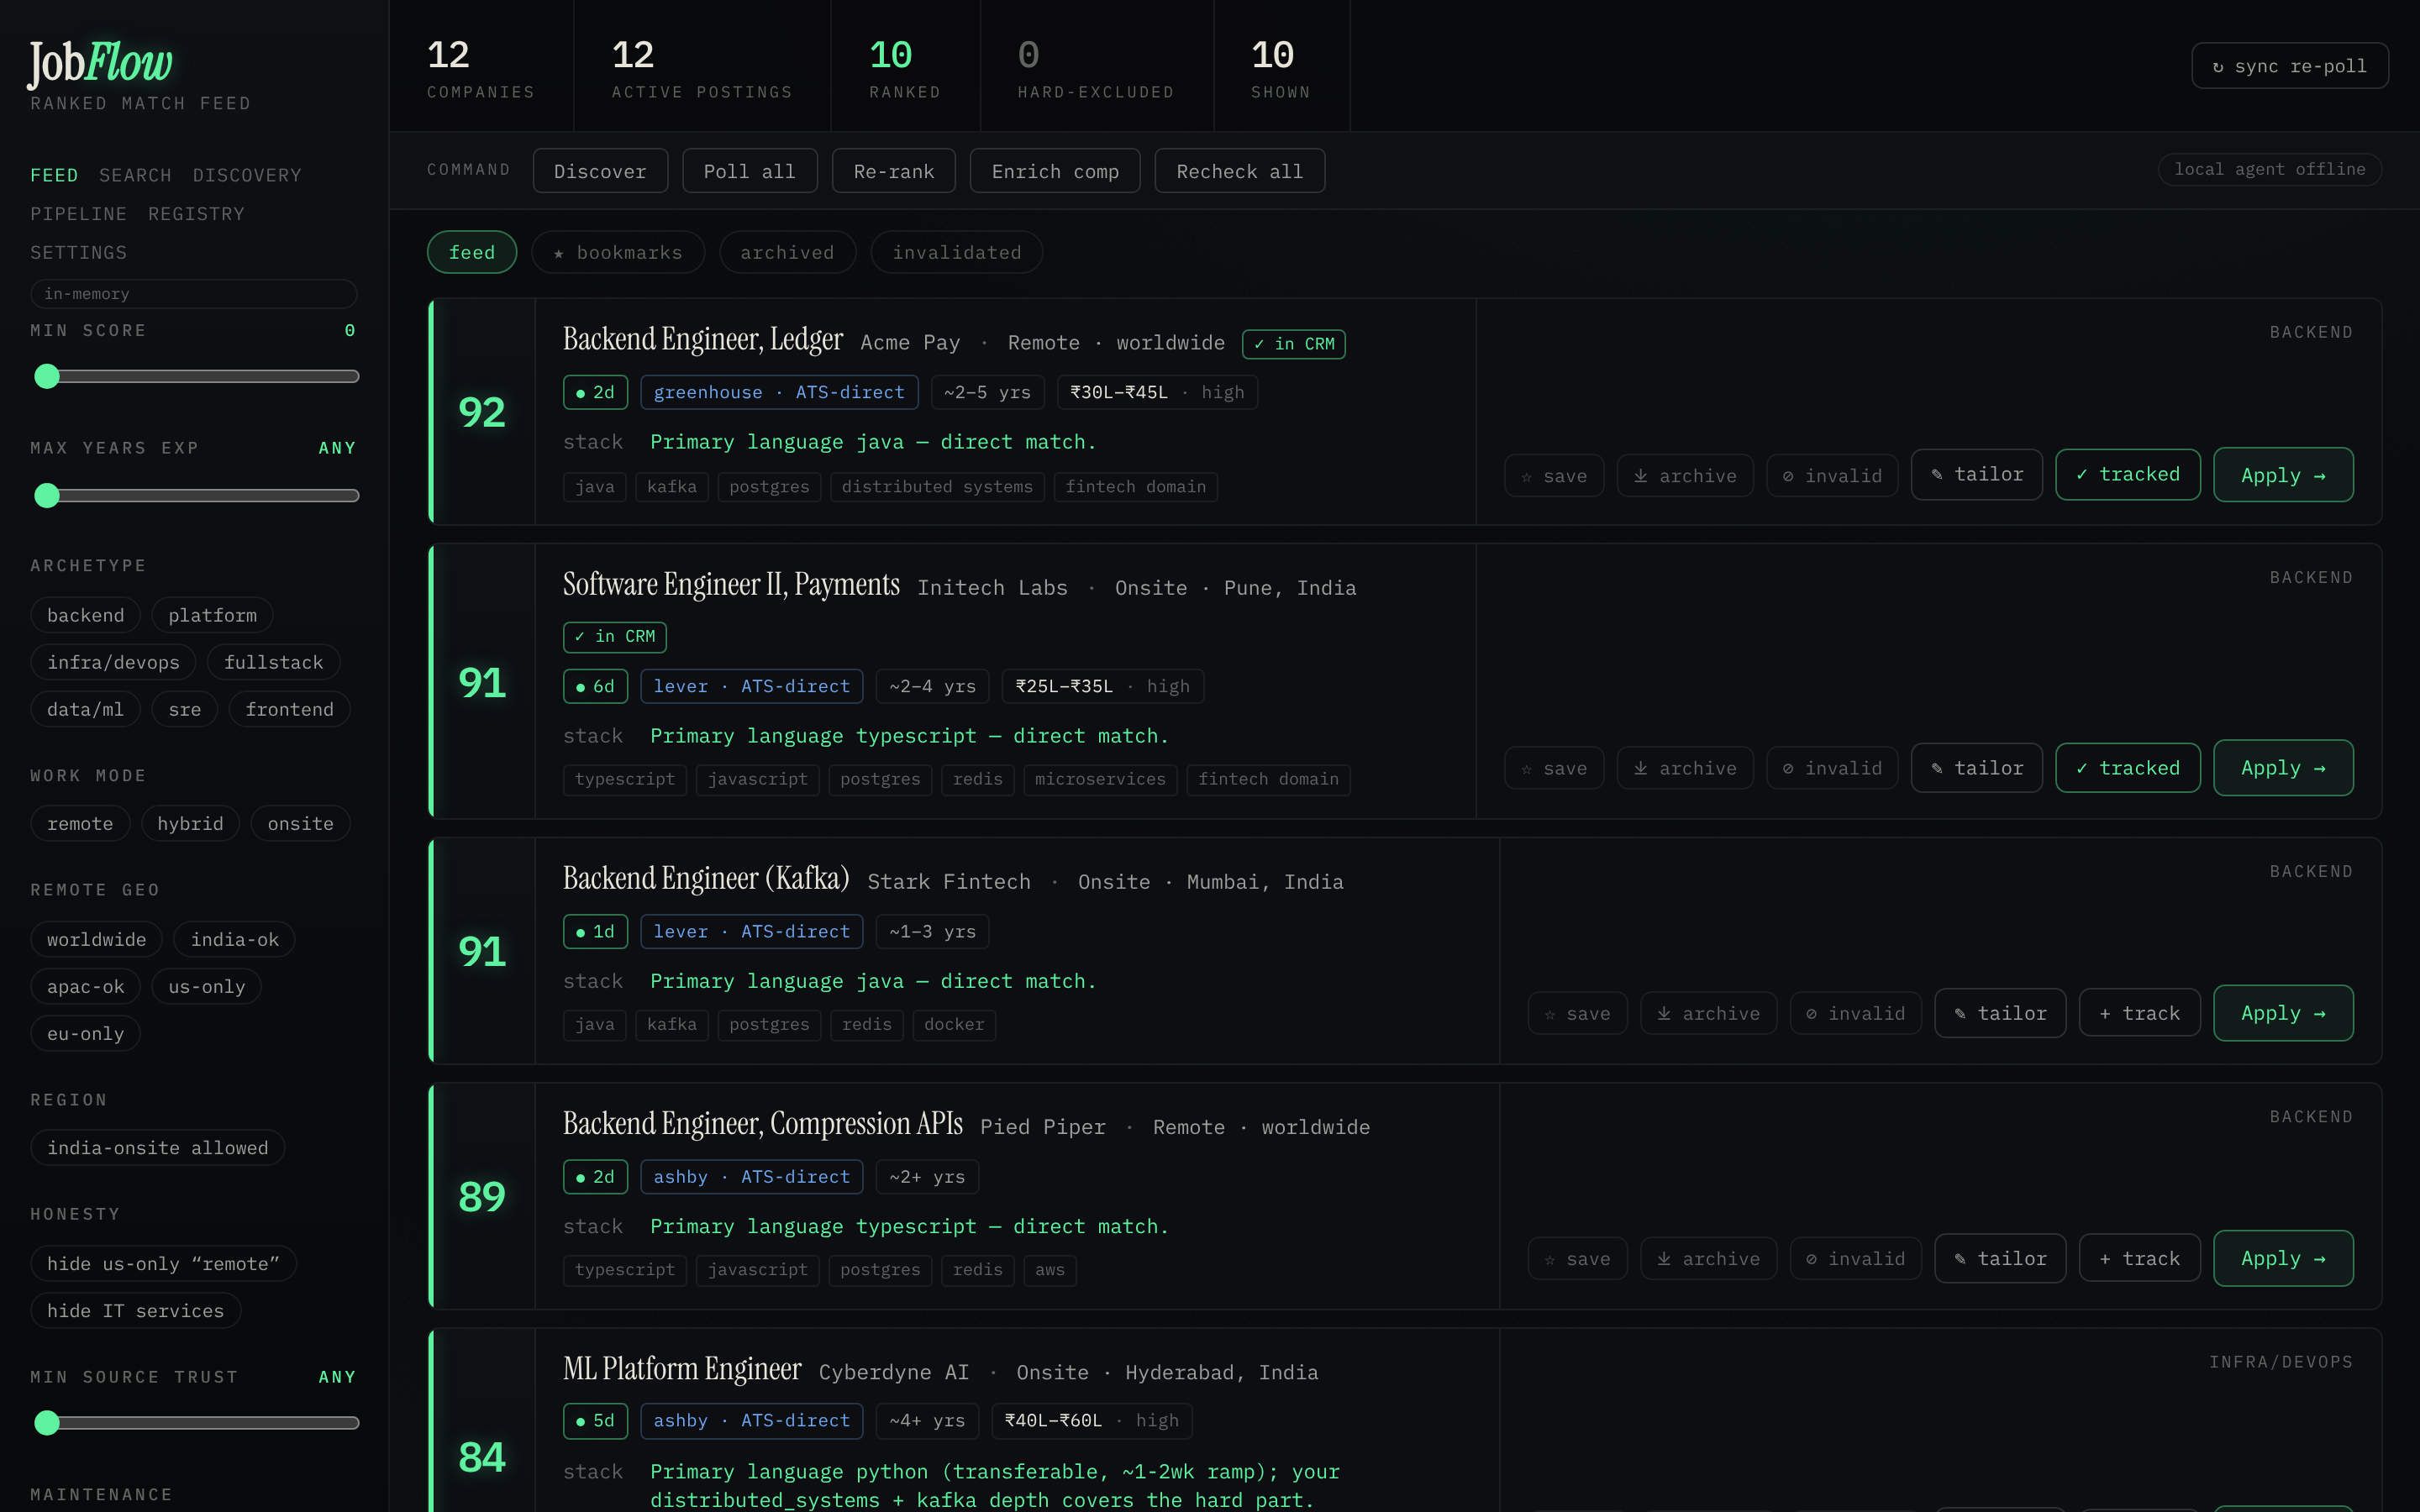 JobFlow
RANKED MATCH FEED
FEED SEARCH DISCOVERY
PIPELINE REGISTRY
SETTINGS
in-memory
MIN SCORE 0
MAX YEARS EXP ANY
ARCHETYPE
backend platform
infra/devops fullstack
data/ml sre frontend
WORK MODE
remote hybrid onsite
REMOTE GEO
worldwide india-ok
apac-ok us-only
eu-only
REGION
india-onsite allowed
HONESTY
hide us-only “remote”
hide IT services
MIN SOURCE TRUST ANY
MAINTENANCE
12 COMPANIES
12 ACTIVE POSTINGS
10 RANKED
0 HARD-EXCLUDED
10 SHOWN
↻ sync re-poll
COMMAND Discover Poll all Re-rank Enrich comp Recheck all
local agent offline
feed ★ bookmarks archived invalidated
92
Backend Engineer, Ledger Acme Pay · Remote · worldwide ✓ in CRM
● 2d greenhouse · ATS-direct ~2–5 yrs ₹30L–₹45L · high
stack Primary language java — direct match.
java kafka postgres distributed systems fintech domain
BACKEND
☆ save ↓ archive ⊘ invalid ✎ tailor ✓ tracked Apply →
91
Software Engineer II, Payments Initech Labs · Onsite · Pune, India
✓ in CRM
● 6d lever · ATS-direct ~2–4 yrs ₹25L–₹35L · high
stack Primary language typescript — direct match.
typescript javascript postgres redis microservices fintech domain
BACKEND
☆ save ↓ archive ⊘ invalid ✎ tailor ✓ tracked Apply →
91
Backend Engineer (Kafka) Stark Fintech · Onsite · Mumbai, India
● 1d lever · ATS-direct ~1–3 yrs
stack Primary language java — direct match.
java kafka postgres redis docker
BACKEND
☆ save ↓ archive ⊘ invalid ✎ tailor + track Apply →
89
Backend Engineer, Compression APIs Pied Piper · Remote · worldwide
● 2d ashby · ATS-direct ~2+ yrs
stack Primary language typescript — direct match.
typescript javascript postgres redis aws
BACKEND
☆ save ↓ archive ⊘ invalid ✎ tailor + track Apply →
84
ML Platform Engineer Cyberdyne AI · Onsite · Hyderabad, India
● 5d ashby · ATS-direct ~4+ yrs ₹40L–₹60L · high
stack Primary language python (transferable, ~1-2wk ramp); your
distributed_systems + kafka depth covers the hard part.
INFRA/DEVOPS